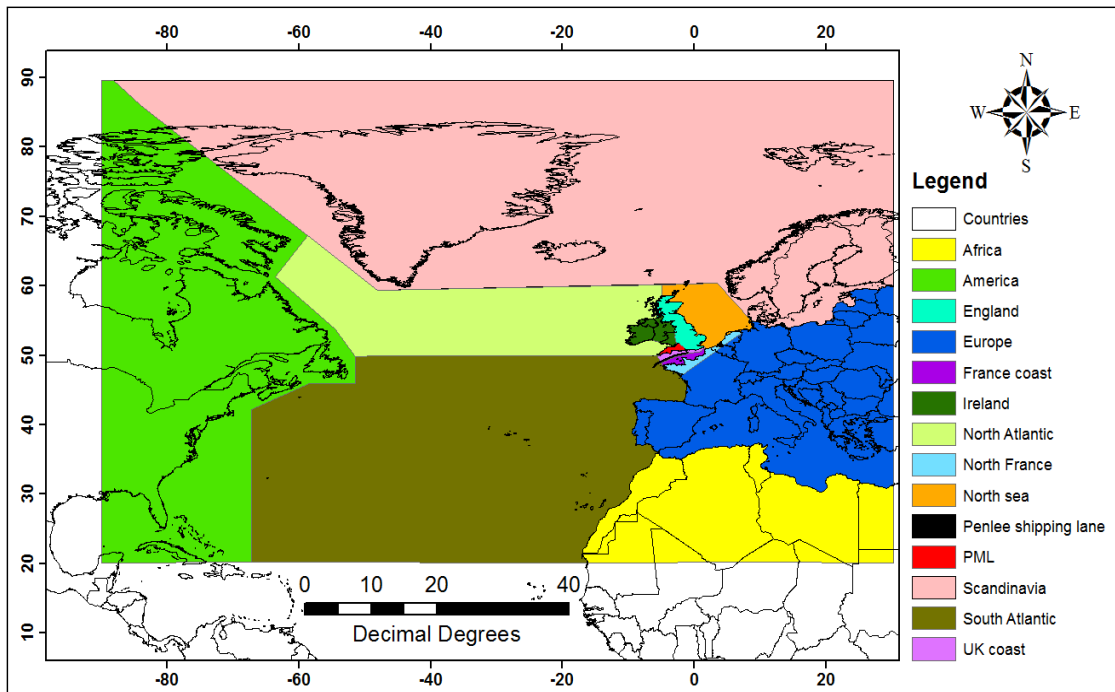 -80 -60 -40 -20 0 20
90
80
70
60
50
40
30
20
10
0 10 20 40
Decimal Degrees
-80 -60 -40 -20 0 20
N
W E
S
Legend
Countries
Africa
America
England
Europe
France coast
Ireland
North Atlantic
North France
North sea
Penlee shipping lane
PML
Scandinavia
South Atlantic
UK coast